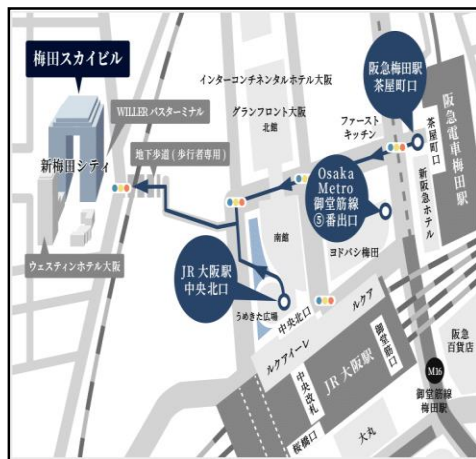 梅田スカイビル
WILLER バスターミナル
新梅田シティ
地下歩道(歩行者専用)
ウェスティンホテル大阪
インターコンチネンタルホテル大阪
グランフロント大阪
北館
ファースト
キッチン
阪急梅田駅
茶屋町口
茶屋町口
阪急電車梅田駅
新阪急ホテル
Osaka
Metro
御堂筋線
⑤番出口
南館
ヨドバシ梅田
JR 大阪駅
中央北口
うめきた広場
中央北口
ルクア
ルクアイーレ
JR 大阪駅
御堂筋口
中央改札
桜橋口
大丸
阪急
百貨店
M16
御堂筋線
梅田駅